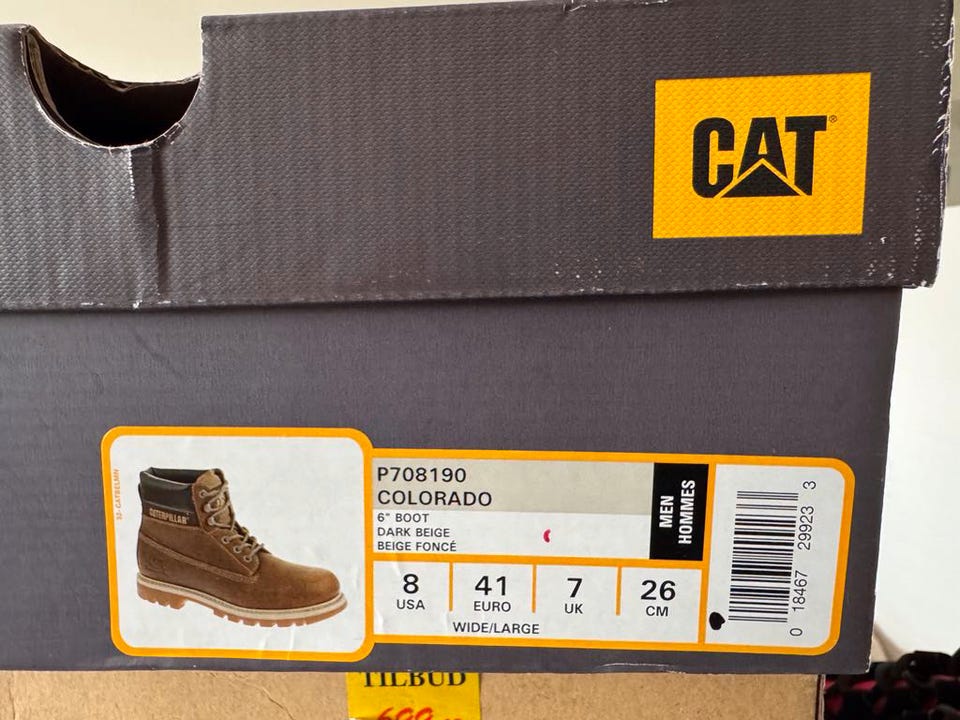 CAT®
CATERPILLAR
P708190
COLORADO
6" BOOT
DARK BEIGE
BEIGE FONCÉ
MEN
HOMMES
8
USA
41
EURO
7
UK
26
CM
WIDE/LARGE
0 18467 29923 3
TILBUD